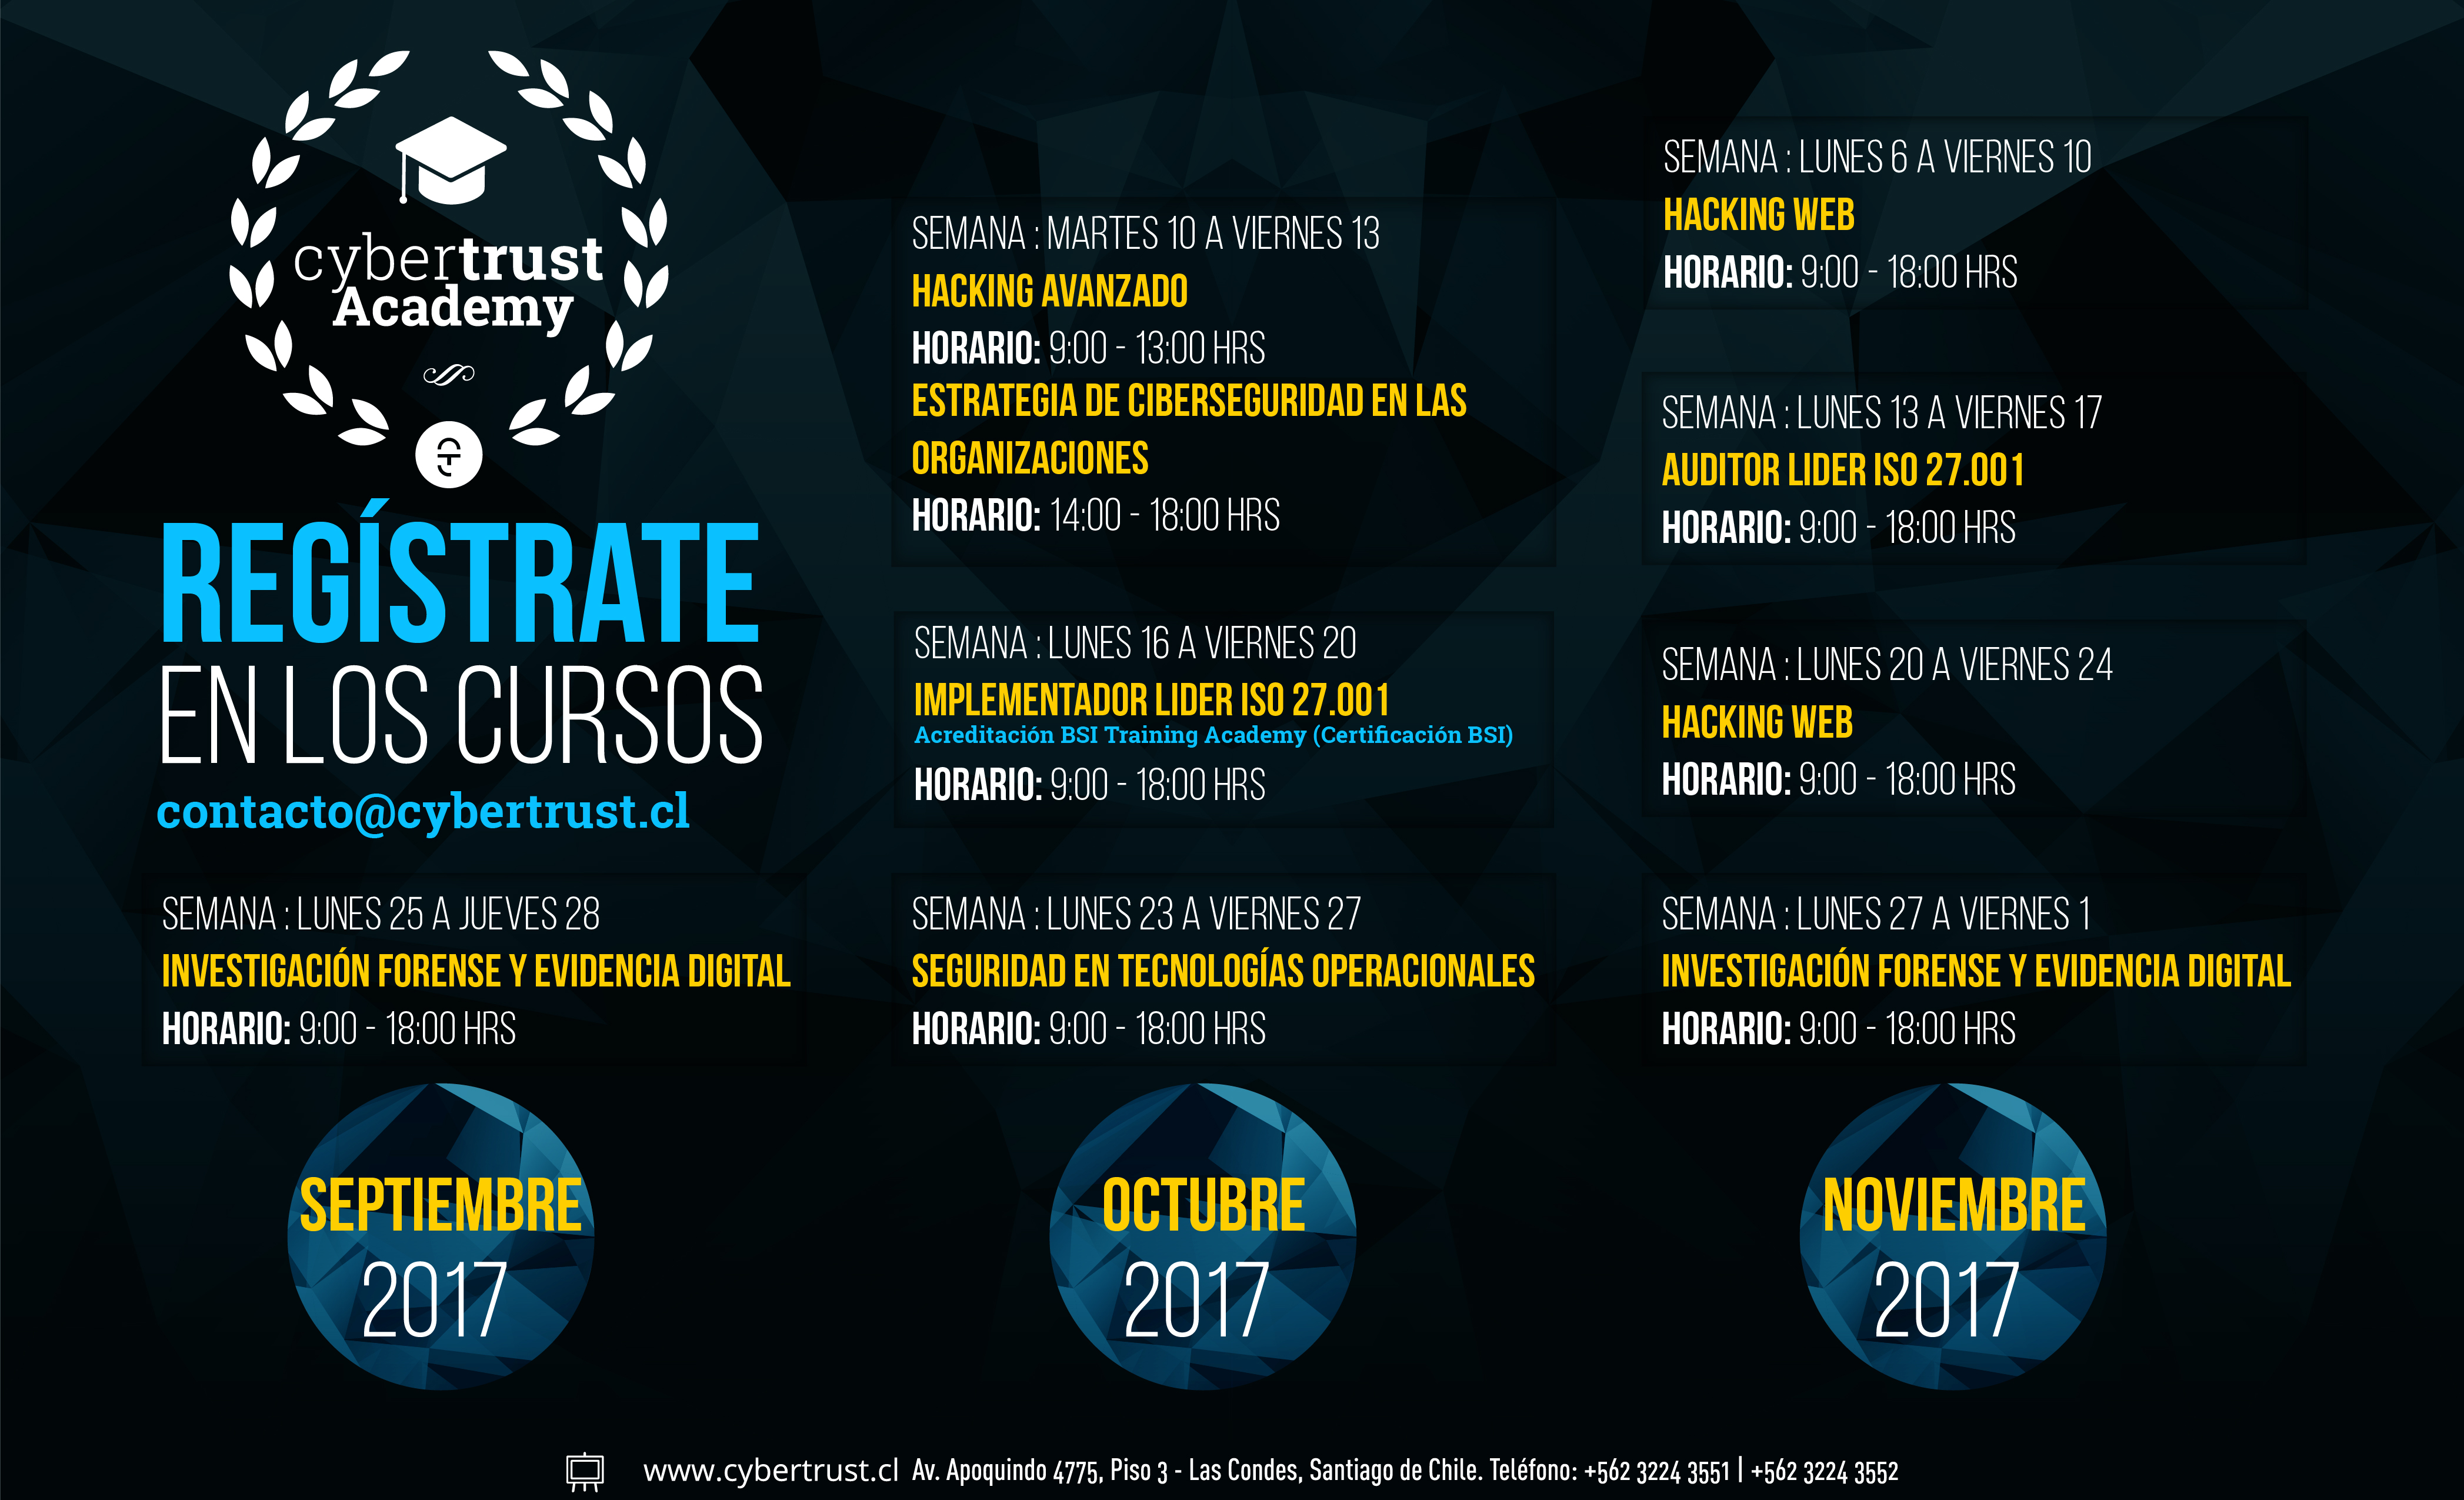 cybertrust
Academy
REGÍSTRATE
EN LOS CURSOS
contacto@cybertrust.cl
SEMANA : LUNES 25 A JUEVES 28
INVESTIGACIÓN FORENSE Y EVIDENCIA DIGITAL
HORARIO: 9:00 - 18:00 HRS
SEPTIEMBRE
2017
SEMANA : MARTES 10 A VIERNES 13
HACKING AVANZADO
HORARIO: 9:00 - 13:00 HRS
ESTRATEGIA DE CIBERSEGURIDAD EN LAS
ORGANIZACIONES
HORARIO: 14:00 - 18:00 HRS
SEMANA : LUNES 16 A VIERNES 20
IMPLEMENTADOR LIDER ISO 27.001
Acreditación BSI Training Academy (Certificación BSI)
HORARIO: 9:00 - 18:00 HRS
SEMANA : LUNES 23 A VIERNES 27
SEGURIDAD EN TECNOLOGÍAS OPERACIONALES
HORARIO: 9:00 - 18:00 HRS
OCTUBRE
2017
SEMANA : LUNES 6 A VIERNES 10
HACKING WEB
HORARIO: 9:00 - 18:00 HRS
SEMANA : LUNES 13 A VIERNES 17
AUDITOR LIDER ISO 27.001
HORARIO: 9:00 - 18:00 HRS
SEMANA : LUNES 20 A VIERNES 24
HACKING WEB
HORARIO: 9:00 - 18:00 HRS
SEMANA : LUNES 27 A VIERNES 1
INVESTIGACIÓN FORENSE Y EVIDENCIA DIGITAL
HORARIO: 9:00 - 18:00 HRS
NOVIEMBRE
2017
www.cybertrust.cl Av. Apoquindo 4775, Piso 3 - Las Condes, Santiago de Chile. Teléfono: +562 3224 3551 | +562 3224 3552